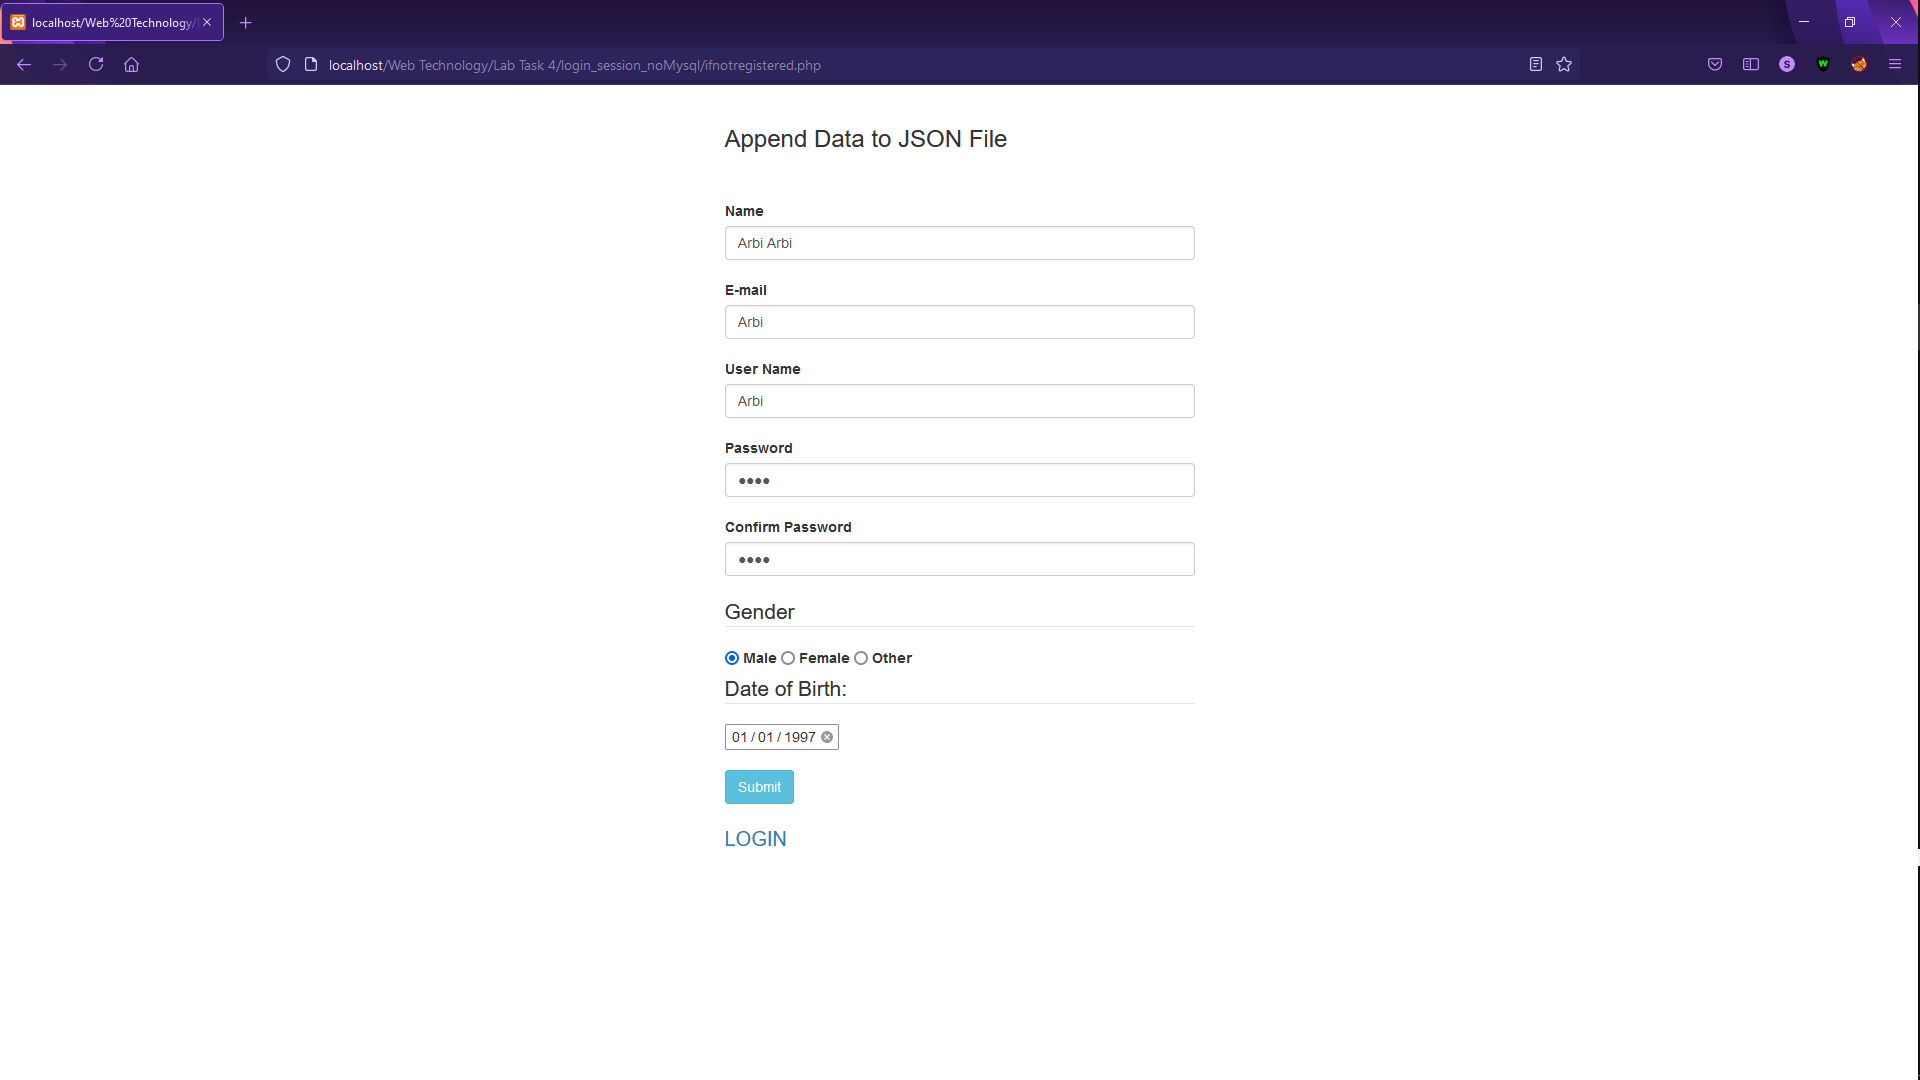 localhost/Web%20Technology/
localhost/Web Technology/Lab Task 4/login_session_noMysql/ifnotregistered.php
S
W
Append Data to JSON File
Name
Arbi Arbi
E-mail
Arbi
User Name
Arbi
Password
••••
Confirm Password
••••
Gender
Male Female Other
Date of Birth:
01 / 01 / 1997
Submit
LOGIN